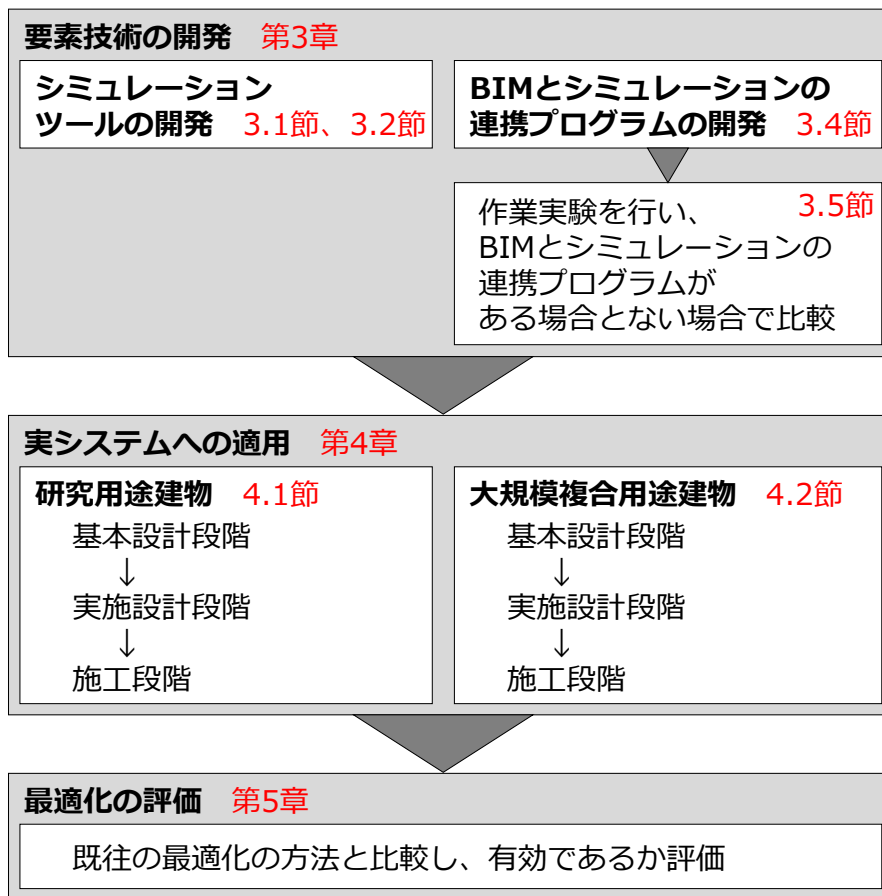 要素技術の開発 第3章
シミュレーション
ツールの開発 3.1節、3.2節
BIMとシミュレーションの
連携プログラムの開発 3.4節
作業実験を行い、 3.5節
BIMとシミュレーションの
連携プログラムが
ある場合とない場合で比較
実システムへの適用 第4章
研究用途建物 4.1節
基本設計段階
↓
実施設計段階
↓
施工段階
大規模複合用途建物 4.2節
基本設計段階
↓
実施設計段階
↓
施工段階
最適化の評価 第5章
既往の最適化の方法と比較し、有効であるか評価